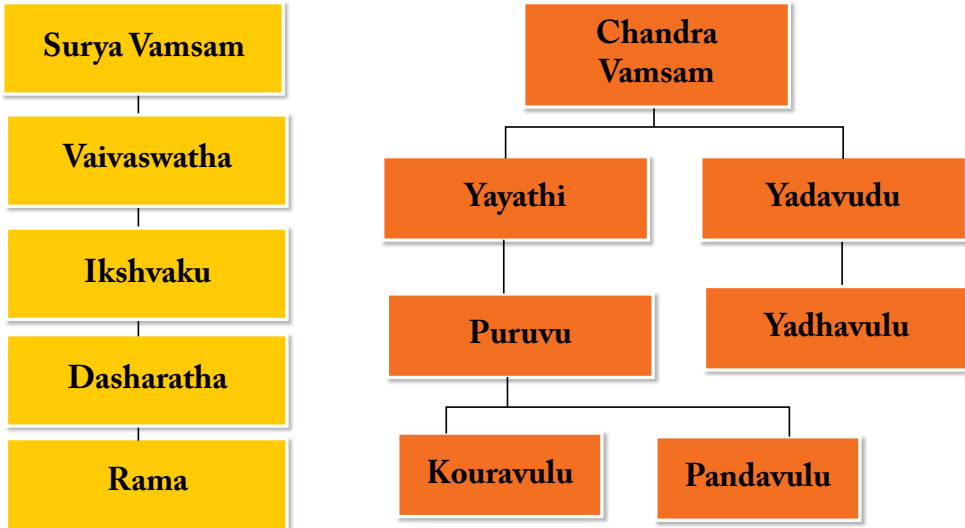 Surya Vamsam
Vaivaswatha
Ikshvaku
Dasharatha
Rama
Chandra
Vamsam
Yayathi
Yadavudu
Puruvu
Yadhavulu
Kouravulu
Pandavulu